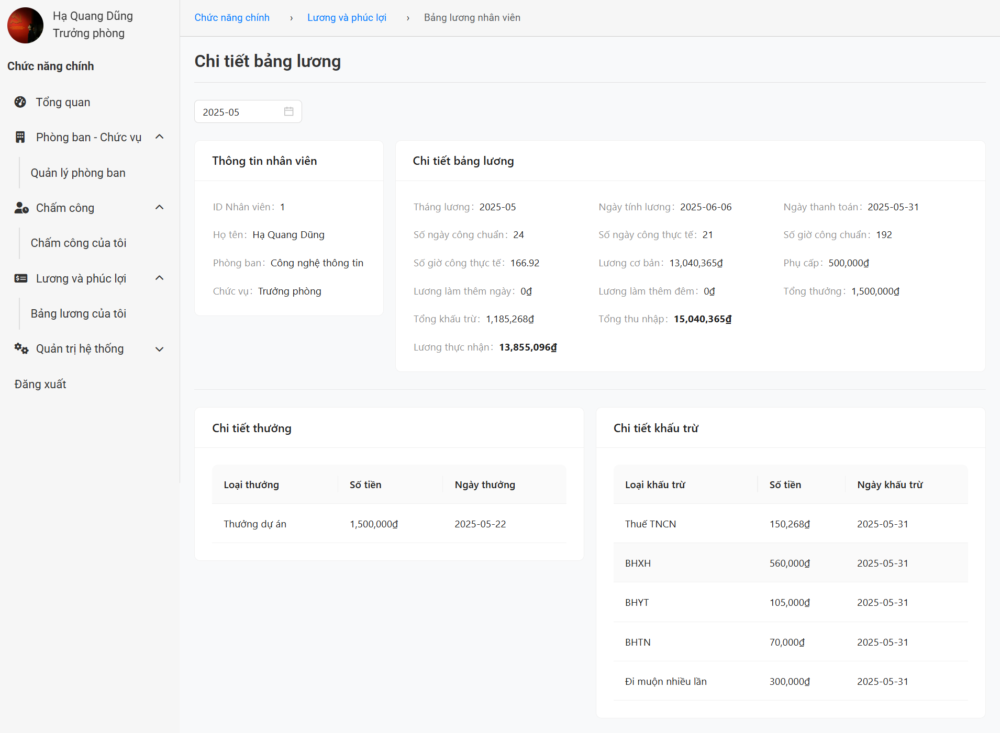 Hạ Quang Dũng
Trưởng phòng
Chức năng chính
Tổng quan
Phòng ban - Chức vụ
Quản lý phòng ban
Chấm công
Chấm công của tôi
Lương và phúc lợi
Bảng lương của tôi
Quản trị hệ thống
Đăng xuất
Chức năng chính › Lương và phúc lợi › Bảng lương nhân viên
Chi tiết bảng lương
2025-05
Thông tin nhân viên
ID Nhân viên: 1
Họ tên: Hạ Quang Dũng
Phòng ban: Công nghệ thông tin
Chức vụ: Trưởng phòng
Chi tiết bảng lương
Tháng lương: 2025-05 Ngày tính lương: 2025-06-06 Ngày thanh toán: 2025-05-31
Số ngày công chuẩn: 24 Số ngày công thực tế: 21 Số giờ công chuẩn: 192
Số giờ công thực tế: 166.92 Lương cơ bản: 13,040,365₫ Phụ cấp: 500,000₫
Lương làm thêm ngày: 0₫ Lương làm thêm đêm: 0₫ Tổng thưởng: 1,500,000₫
Tổng khấu trừ: 1,185,268₫ Tổng thu nhập: 15,040,365₫
Lương thực nhận: 13,855,096₫
Chi tiết thưởng
Loại thưởng Số tiền Ngày thưởng
Thưởng dự án 1,500,000₫ 2025-05-22
Chi tiết khấu trừ
Loại khấu trừ Số tiền Ngày khấu trừ
Thuế TNCN 150,268₫ 2025-05-31
BHXH 560,000₫ 2025-05-31
BHYT 105,000₫ 2025-05-31
BHTN 70,000₫ 2025-05-31
Đi muộn nhiều lần 300,000₫ 2025-05-31